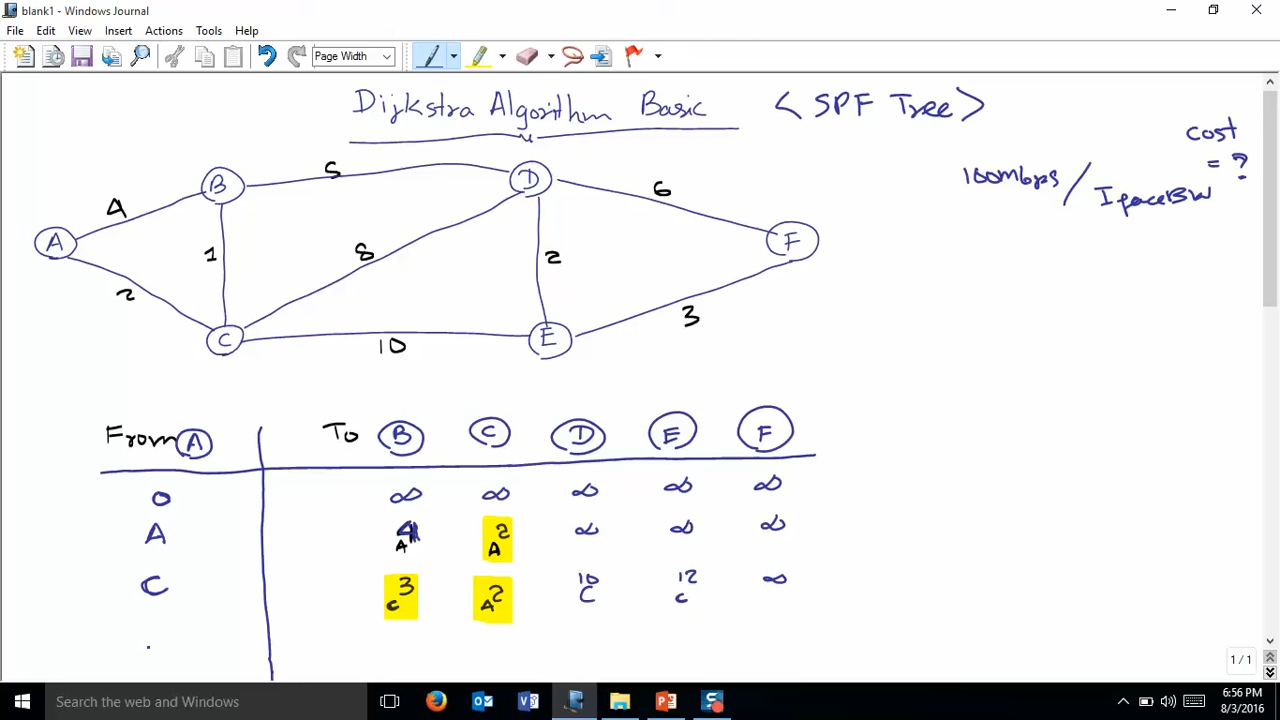 blank1 - Windows Journal
File Edit View Insert Actions Tools Help
Page Width
Dijkstra Algorithm Basic < SPF Tree >
cost
= ?
100mbps / IfaceBW
B 5 D 6
4
A 1 8 2 F
2 3
C 10 E
From A To B C D E F
0 ∞ ∞ ∞ ∞ ∞
A 4 A 2 A ∞ ∞ ∞
C 3 C 2 A 10 C 12 C ∞
1 / 1
Search the web and Windows
6:56 PM
8/3/2016